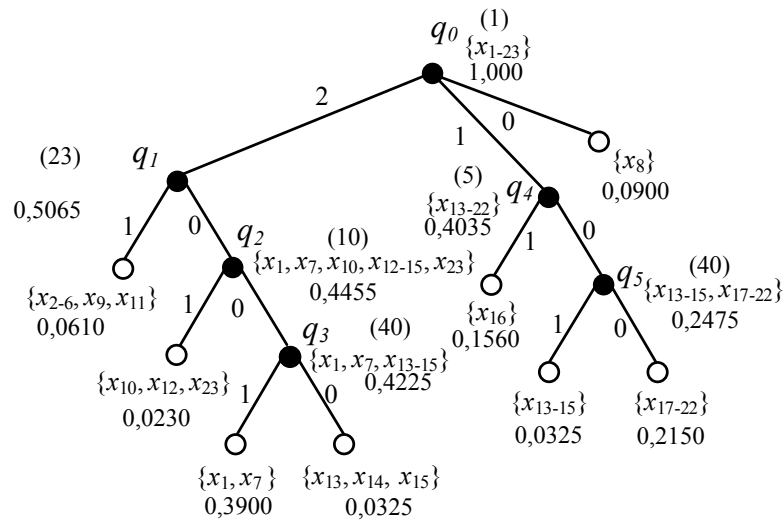 (1)
q0
{x1-23}
1,000
2
0
1
(23)
q1
0,5065
{x8}
0,0900
(5)
q4
{x13-22}
0,4035
1
0
q2
(10)
{x1, x7, x10, x12-15, x23}
0,4455
1
0
q5
(40)
{x13-15, x17-22}
0,2475
{x2-6, x9, x11}
0,0610
1
0
{x16}
0,1560
1
0
q3
(40)
{x1, x7, x13-15}
0,4225
{x10, x12, x23}
0,0230
1
0
{x13-15}
0,0325
{x17-22}
0,2150
{x1, x7}
0,3900
{x13, x14, x15}
0,0325